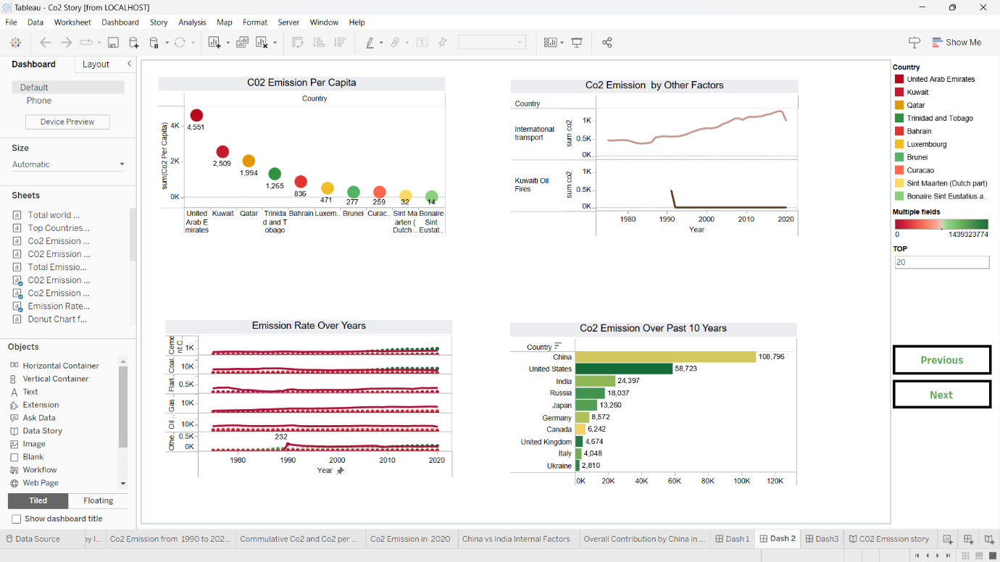 Tableau - Co2 Story [from LOCALHOST]
File Data Worksheet Dashboard Story Analysis Map Format Server Window Help
Show Me
Dashboard Layout
Default
Phone
Device Preview
Size
Automatic
Sheets
Total world ...
Top Countries...
Co2 Emission ...
CO2 Emission ...
Total Emissio...
C02 Emission ...
Co2 Emission ...
Emission Rate...
Donut Chart f...
Objects
Horizontal Container
Vertical Container
Text
Extension
Ask Data
Data Story
Image
Blank
Workflow
Web Page
Tiled Floating
Show dashboard title
C02 Emission Per Capita
Country
sum(Co2 Per Capita)
4K
2K
0K
4,551
2,509
1,994
1,265
836
471
277
259
32
14
United Arab Emirates
Kuwait
Qatar
Trinidad and Tobago
Bahrain
Luxem..
Brunei
Curac..
Sint Maarten (Dutch ..
Bonaire Sint Eustat..
Co2 Emission by Other Factors
Country
International transport
sum co2
1K
0.5K
0K
Kuwaiti Oil Fires
sum co2
1K
0.5K
0K
1980 1990 2000 2010 2020
Year
Emission Rate Over Years
Cement C..
1K
Coal..
10K
Flari..
0.5K
Gas ..
10K
Oil ..
10K
Othe..
0.5K
0K
232
1980 1990 2000 2010 2020
Year
Co2 Emission Over Past 10 Years
Country
China 108,796
United States 58,723
India 24,397
Russia 18,037
Japan 13,260
Germany 8,572
Canada 6,242
United Kingdom 4,674
Italy 4,048
Ukraine 2,810
0K 20K 40K 60K 80K 100K 120K
Country
United Arab Emirates
Kuwait
Qatar
Trinidad and Tobago
Bahrain
Luxembourg
Brunei
Curacao
Sint Maarten (Dutch part)
Bonaire Sint Eustatius a..
Multiple fields
0 1439323774
TOP
20
Previous
Next
Data Source by I... Co2 Emission from 1990 to 202... Commulative Co2 and Co2 per ... Co2 Emission in 2020 China vs India Internal Factors Overall Contribution by China in ... Dash 1 Dash 2 Dash3 CO2 Emission story